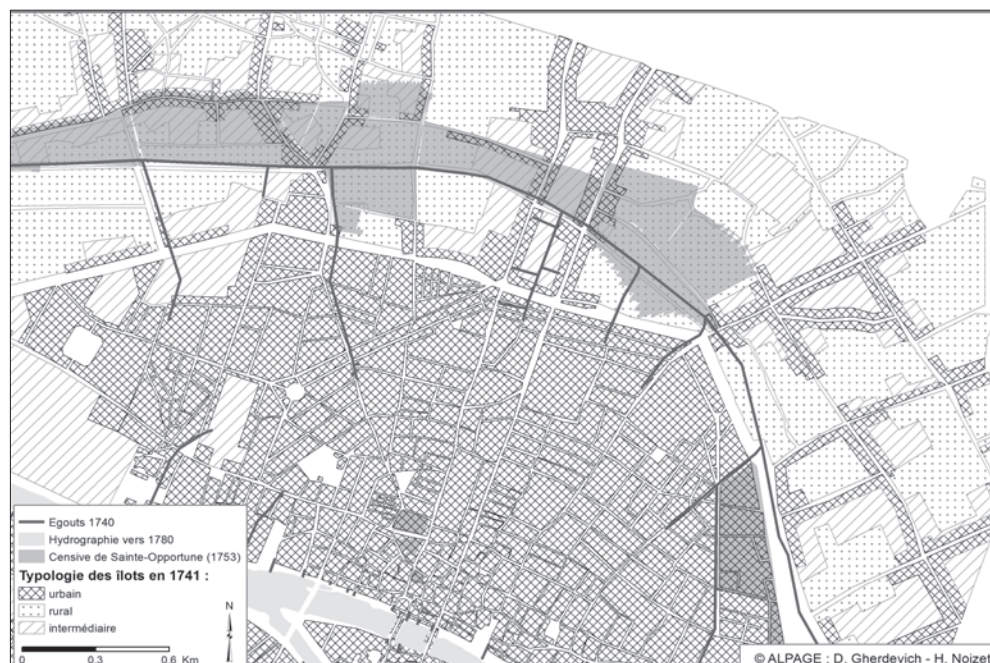 Egouts 1740
Hydrographie vers 1780
Censive de Sainte-Opportune (1753)
Typologie des îlots en 1741 :
urbain
rural
intermédiaire
N
0 0.3 0.6 Km
© ALPAGE : D. Gherdevich - H. Noizet